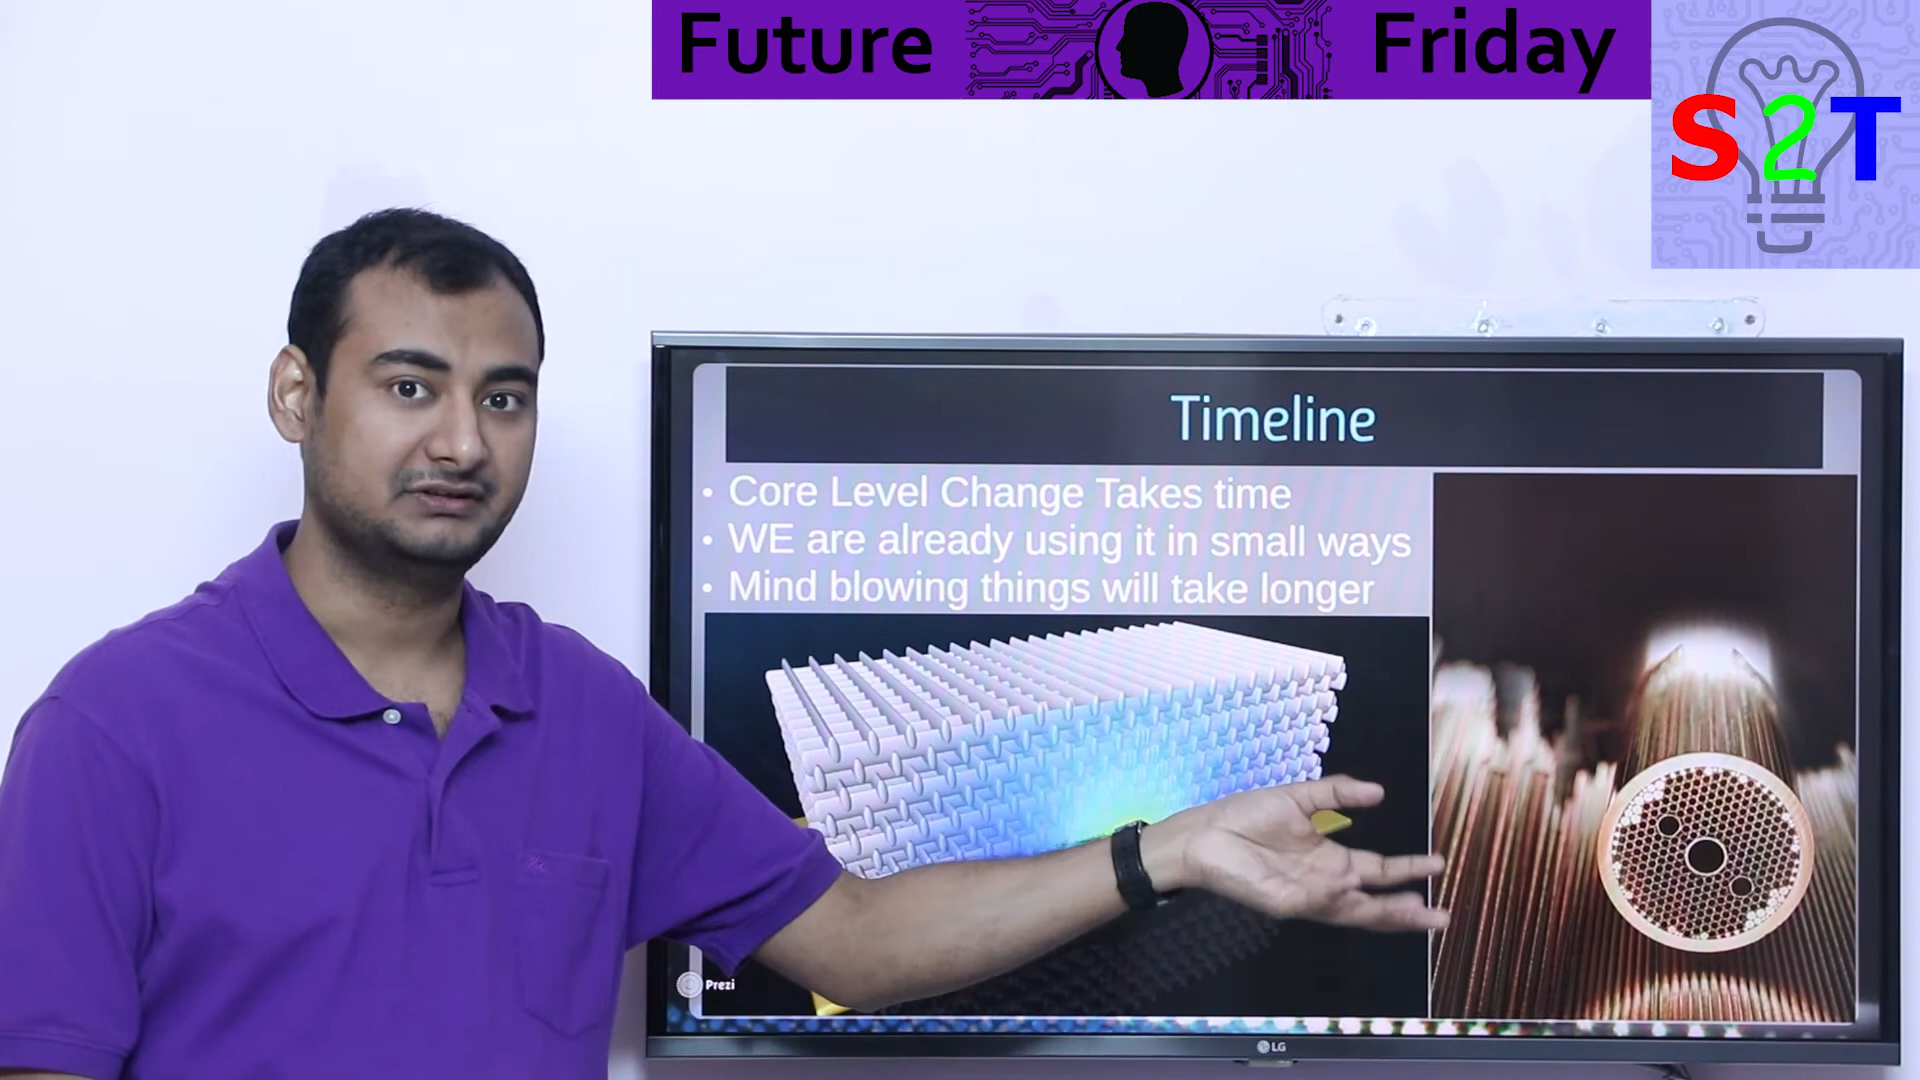 Future Friday
S2T
Timeline
• Core Level Change Takes time
• WE are already using it in small ways
• Mind blowing things will take longer
Prezi
LG